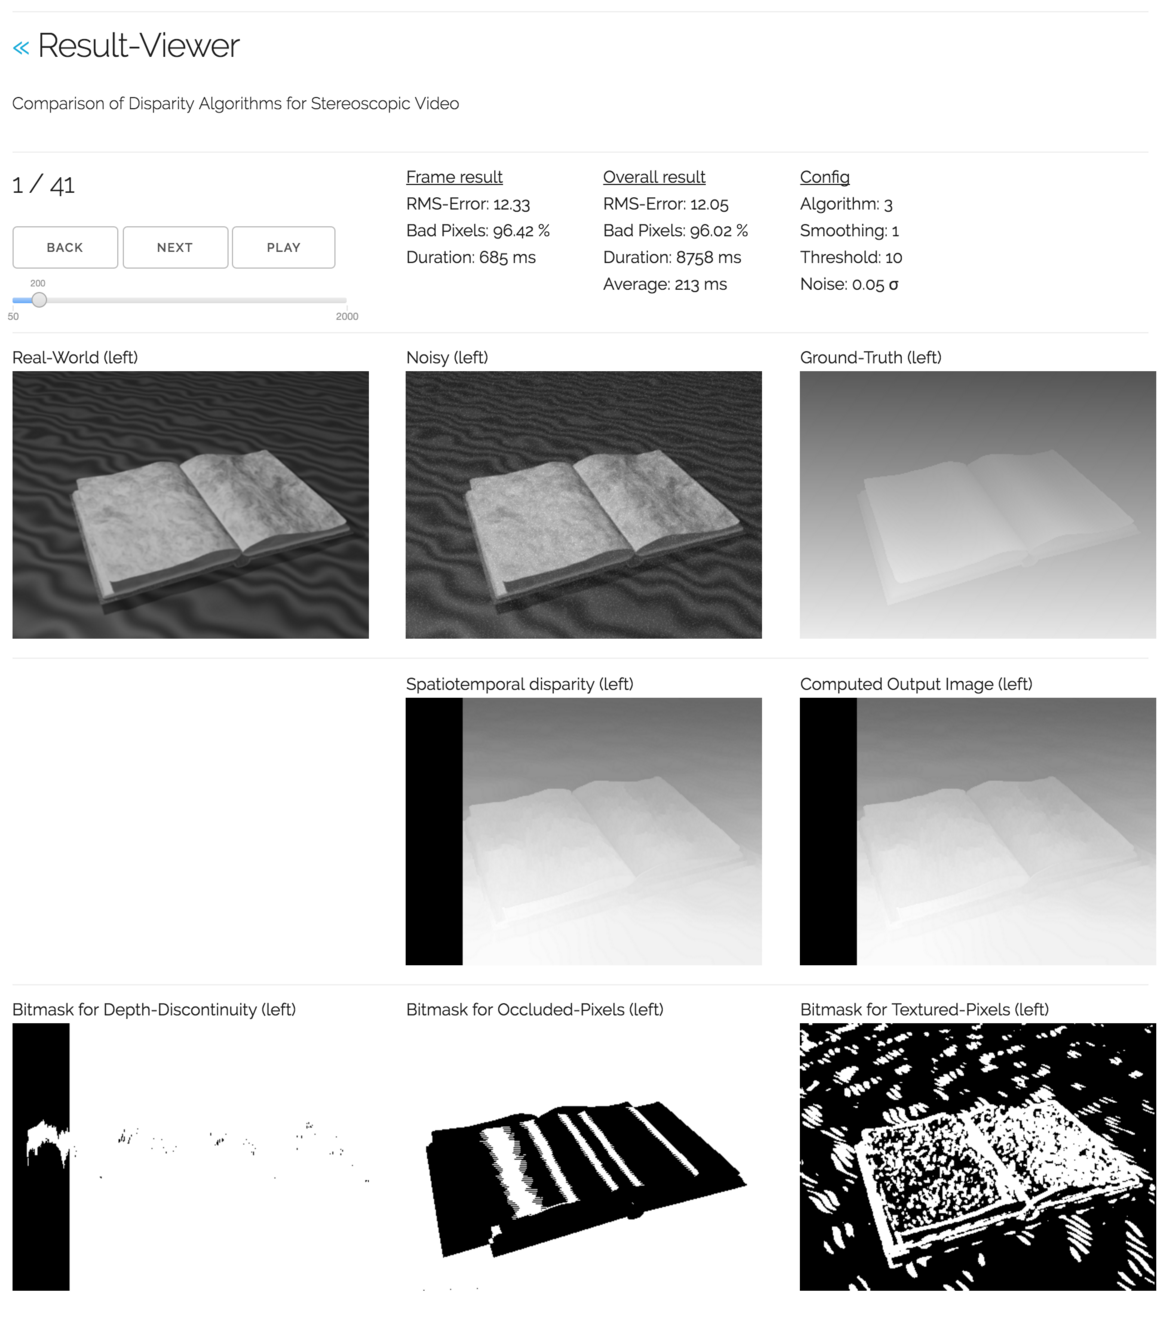 « Result-Viewer
Comparison of Disparity Algorithms for Stereoscopic Video
1 / 41
BACK
NEXT
PLAY
200
50
2000
Frame result
RMS-Error: 12.33
Bad Pixels: 96.42 %
Duration: 685 ms
Overall result
RMS-Error: 12.05
Bad Pixels: 96.02 %
Duration: 8758 ms
Average: 213 ms
Config
Algorithm: 3
Smoothing: 1
Threshold: 10
Noise: 0.05 σ
Real-World (left)
Noisy (left)
Ground-Truth (left)
Spatiotemporal disparity (left)
Computed Output Image (left)
Bitmask for Depth-Discontinuity (left)
Bitmask for Occluded-Pixels (left)
Bitmask for Textured-Pixels (left)